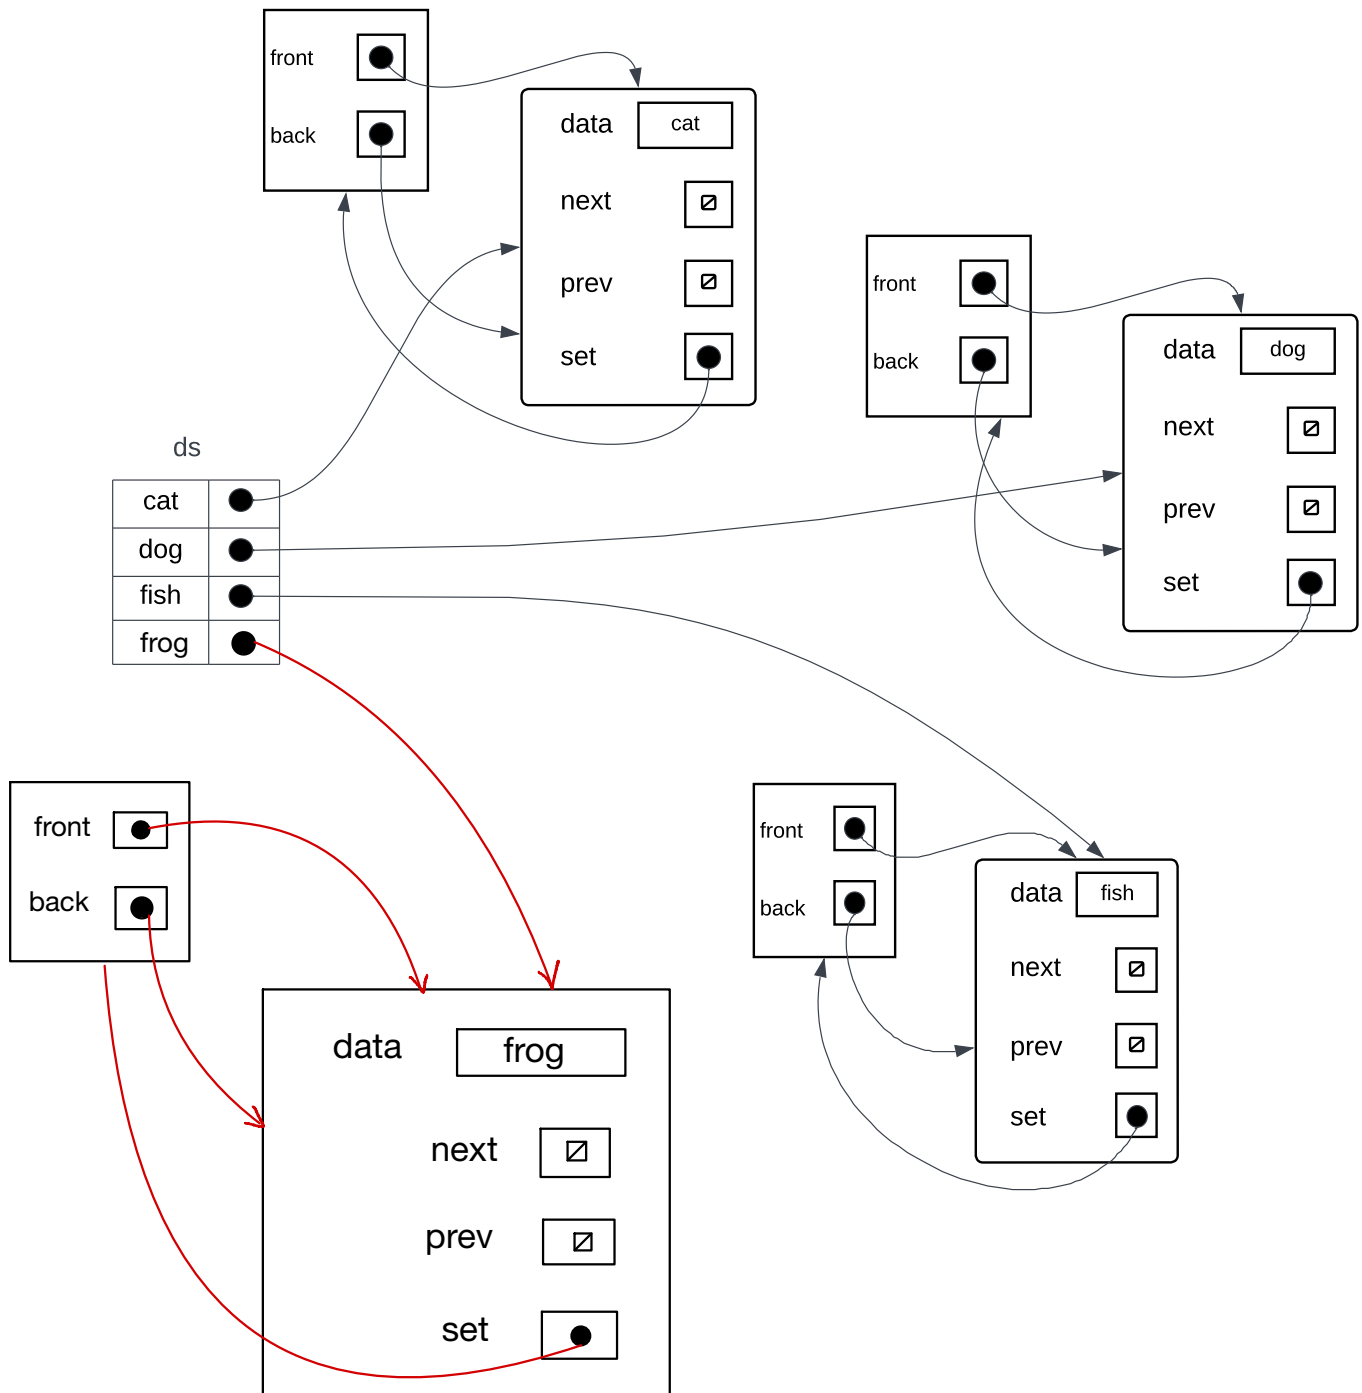 front
back
data cat
next
prev
set
front
back
data dog
next
prev
set
ds
cat
dog
fish
frog
front
back
data frog
next
prev
set
front
back
data fish
next
prev
set